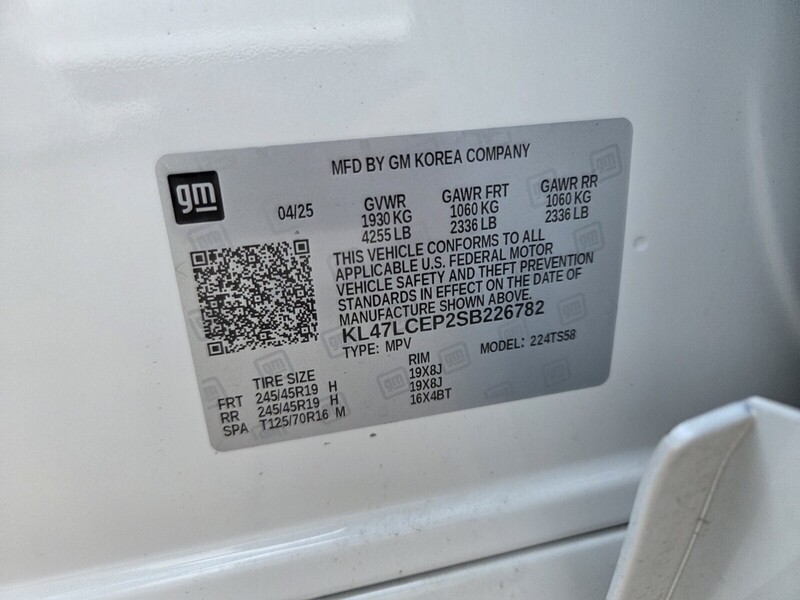 MFD BY GM KOREA COMPANY
gm
04/25
GVWR GAWR FRT GAWR RR
1930 KG 1060 KG 1060 KG
4255 LB 2336 LB 2336 LB
THIS VEHICLE CONFORMS TO ALL
APPLICABLE U.S. FEDERAL MOTOR
VEHICLE SAFETY AND THEFT PREVENTION
STANDARDS IN EFFECT ON THE DATE OF
MANUFACTURE SHOWN ABOVE.
KL47LCEP2SB226782
TYPE: MPV MODEL: 224TS58
TIRE SIZE RIM
FRT 245/45R19 H 19X8J
RR 245/45R19 H 19X8J
SPA T125/70R16 M 16X4BT